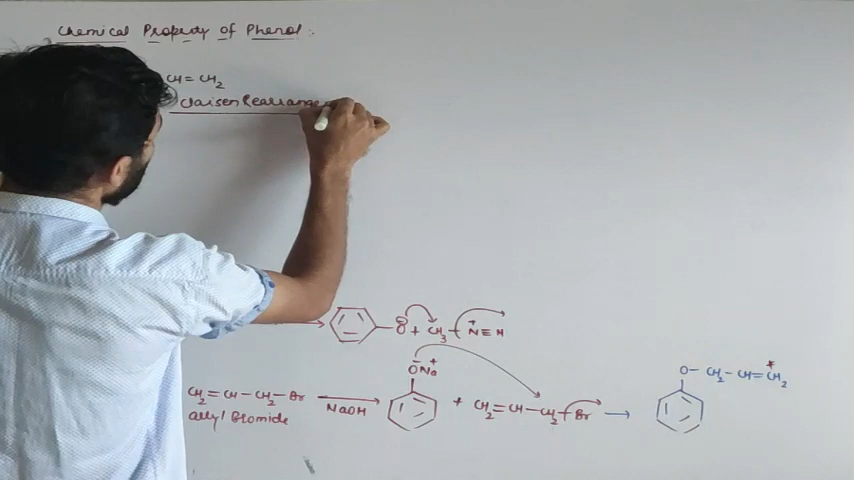 Chemical Property of Phenol :-
CH = CH2
Claisen Rearrange
O⊖ + CH3 – N+ ≡ N
ŌNa+
O – CH2 – CH = CH2*
CH2 = CH – CH2 – Br NaOH + CH2 = CH – CH2 – Br
allyl Bromide